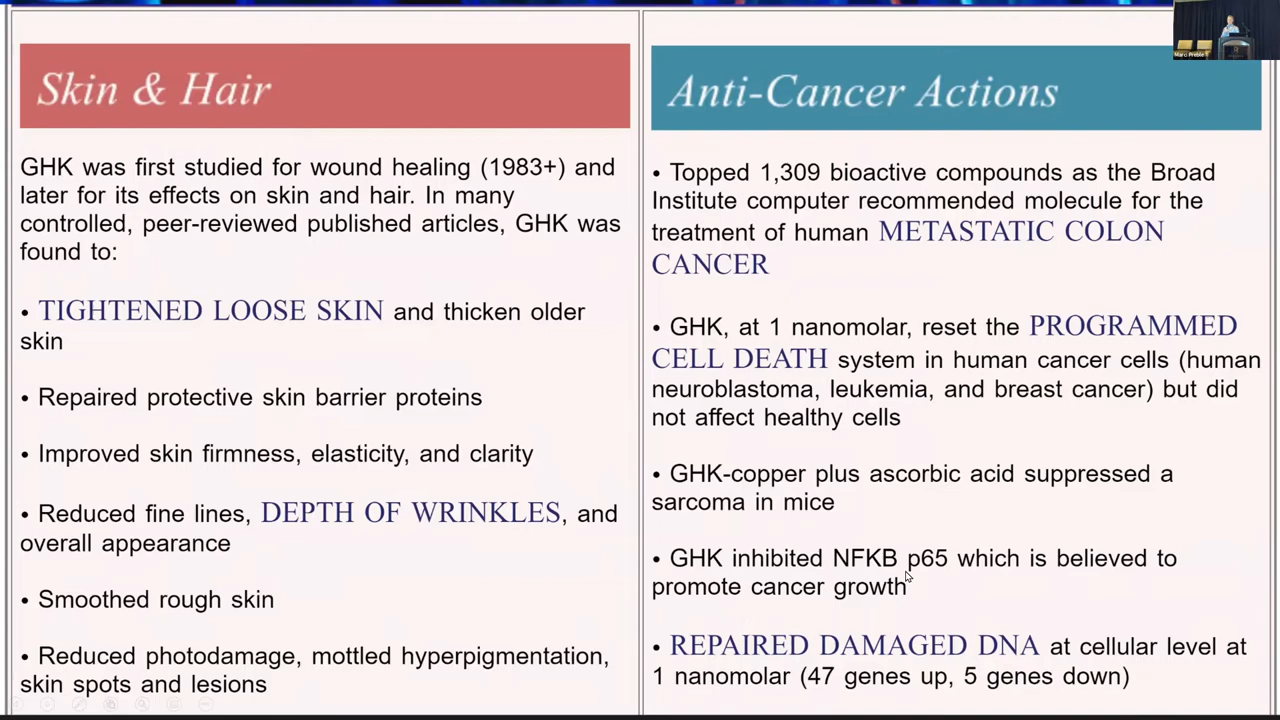 Skin & Hair
GHK was first studied for wound healing (1983+) and
later for its effects on skin and hair. In many
controlled, peer-reviewed published articles, GHK was
found to:
• TIGHTENED LOOSE SKIN and thicken older
skin
• Repaired protective skin barrier proteins
• Improved skin firmness, elasticity, and clarity
• Reduced fine lines, DEPTH OF WRINKLES, and
overall appearance
• Smoothed rough skin
• Reduced photodamage, mottled hyperpigmentation,
skin spots and lesions
Anti-Cancer Actions
• Topped 1,309 bioactive compounds as the Broad
Institute computer recommended molecule for the
treatment of human METASTATIC COLON
CANCER
• GHK, at 1 nanomolar, reset the PROGRAMMED
CELL DEATH system in human cancer cells (human
neuroblastoma, leukemia, and breast cancer) but did
not affect healthy cells
• GHK-copper plus ascorbic acid suppressed a
sarcoma in mice
• GHK inhibited NFKB p65 which is believed to
promote cancer growth
• REPAIRED DAMAGED DNA at cellular level at
1 nanomolar (47 genes up, 5 genes down)